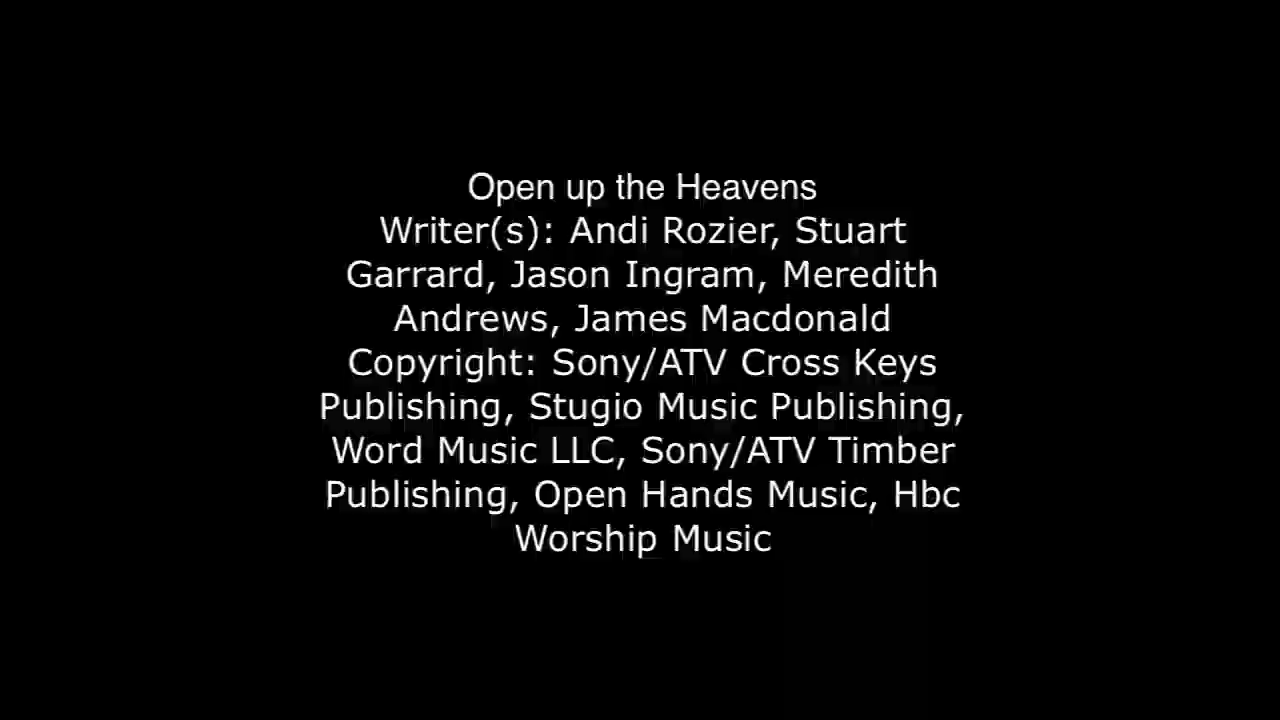 Open up the Heavens
Writer(s): Andi Rozier, Stuart
Garrard, Jason Ingram, Meredith
Andrews, James Macdonald
Copyright: Sony/ATV Cross Keys
Publishing, Stugio Music Publishing,
Word Music LLC, Sony/ATV Timber
Publishing, Open Hands Music, Hbc
Worship Music